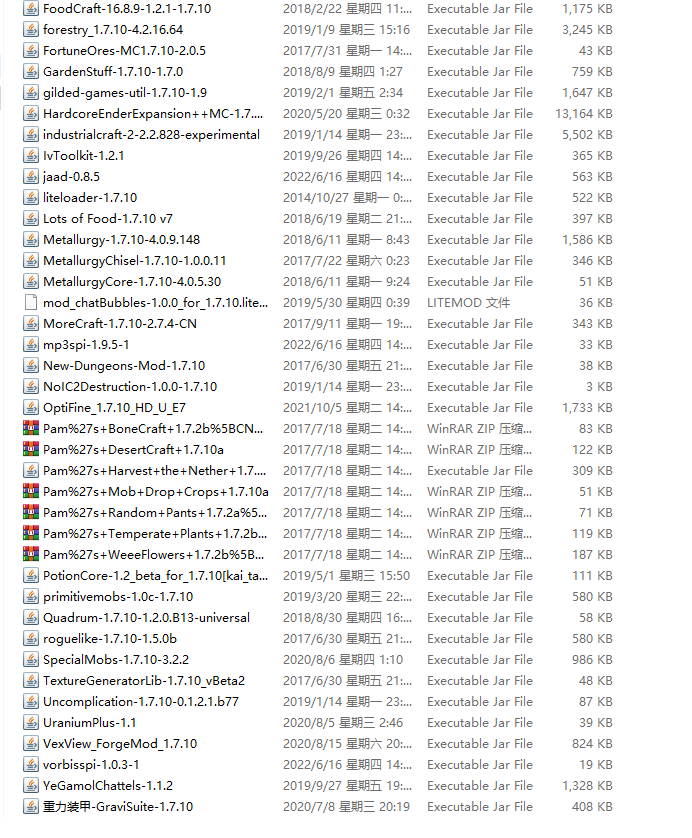 FoodCraft-16.8.9-1.2.1-1.7.10 2018/2/22 星期四 11:... Executable Jar File 1,175 KB
forestry_1.7.10-4.2.16.64 2019/1/9 星期三 15:16 Executable Jar File 3,245 KB
FortuneOres-MC1.7.10-2.0.5 2017/7/31 星期一 14:... Executable Jar File 43 KB
GardenStuff-1.7.10-1.7.0 2018/8/9 星期四 1:27 Executable Jar File 759 KB
gilded-games-util-1.7.10-1.9 2019/2/1 星期五 2:34 Executable Jar File 1,647 KB
HardcoreEnderExpansion++MC-1.7.... 2020/5/20 星期三 0:32 Executable Jar File 13,164 KB
industrialcraft-2-2.2.828-experimental 2019/1/14 星期一 23:... Executable Jar File 5,502 KB
IvToolkit-1.2.1 2019/9/26 星期四 14:... Executable Jar File 365 KB
jaad-0.8.5 2022/6/16 星期四 14:... Executable Jar File 563 KB
liteloader-1.7.10 2014/10/27 星期一 0:... Executable Jar File 522 KB
Lots of Food-1.7.10 v7 2018/6/19 星期二 21:... Executable Jar File 397 KB
Metallurgy-1.7.10-4.0.9.148 2018/6/11 星期一 8:43 Executable Jar File 1,586 KB
MetallurgyChisel-1.7.10-1.0.0.11 2017/7/22 星期六 0:23 Executable Jar File 346 KB
MetallurgyCore-1.7.10-4.0.5.30 2018/6/11 星期一 9:24 Executable Jar File 51 KB
mod_chatBubbles-1.0.0_for_1.7.10.lite... 2019/5/30 星期四 0:39 LITEMOD 文件 36 KB
MoreCraft-1.7.10-2.7.4-CN 2017/9/11 星期一 19:... Executable Jar File 343 KB
mp3spi-1.9.5-1 2022/6/16 星期四 14:... Executable Jar File 33 KB
New-Dungeons-Mod-1.7.10 2017/6/30 星期五 21:... Executable Jar File 38 KB
NoIC2Destruction-1.0.0-1.7.10 2019/1/14 星期一 23:... Executable Jar File 3 KB
OptiFine_1.7.10_HD_U_E7 2021/10/5 星期二 14:... Executable Jar File 1,733 KB
Pam%27s+BoneCraft+1.7.2b%5BCN... 2017/7/18 星期二 14:... WinRAR ZIP 压缩... 83 KB
Pam%27s+DesertCraft+1.7.10a 2017/7/18 星期二 14:... WinRAR ZIP 压缩... 122 KB
Pam%27s+Harvest+the+Nether+1.7.... 2017/7/18 星期二 14:... Executable Jar File 309 KB
Pam%27s+Mob+Drop+Crops+1.7.10a 2017/7/18 星期二 14:... WinRAR ZIP 压缩... 51 KB
Pam%27s+Random+Pants+1.7.2a%5... 2017/7/18 星期二 14:... WinRAR ZIP 压缩... 71 KB
Pam%27s+Temperate+Plants+1.7.2b... 2017/7/18 星期二 14:... WinRAR ZIP 压缩... 119 KB
Pam%27s+WeeeFlowers+1.7.2b%5B... 2017/7/18 星期二 14:... WinRAR ZIP 压缩... 187 KB
PotionCore-1.2_beta_for_1.7.10[kai_ta... 2019/5/1 星期三 15:50 Executable Jar File 111 KB
primitivemobs-1.0c-1.7.10 2019/3/20 星期三 22:... Executable Jar File 580 KB
Quadrum-1.7.10-1.2.0.B13-universal 2018/8/30 星期四 16:... Executable Jar File 58 KB
roguelike-1.7.10-1.5.0b 2017/6/30 星期五 21:... Executable Jar File 580 KB
SpecialMobs-1.7.10-3.2.2 2020/8/6 星期四 1:10 Executable Jar File 986 KB
TextureGeneratorLib-1.7.10_vBeta2 2017/6/30 星期五 21:... Executable Jar File 48 KB
Uncomplication-1.7.10-0.1.2.1.b77 2019/1/14 星期一 23:... Executable Jar File 87 KB
UraniumPlus-1.1 2020/8/5 星期三 2:46 Executable Jar File 39 KB
VexView_ForgeMod_1.7.10 2020/8/15 星期六 20:... Executable Jar File 824 KB
vorbisspi-1.0.3-1 2022/6/16 星期四 14:... Executable Jar File 19 KB
YeGamolChattels-1.1.2 2019/9/27 星期五 19:... Executable Jar File 1,328 KB
重力装甲-GraviSuite-1.7.10 2020/7/8 星期三 20:19 Executable Jar File 408 KB